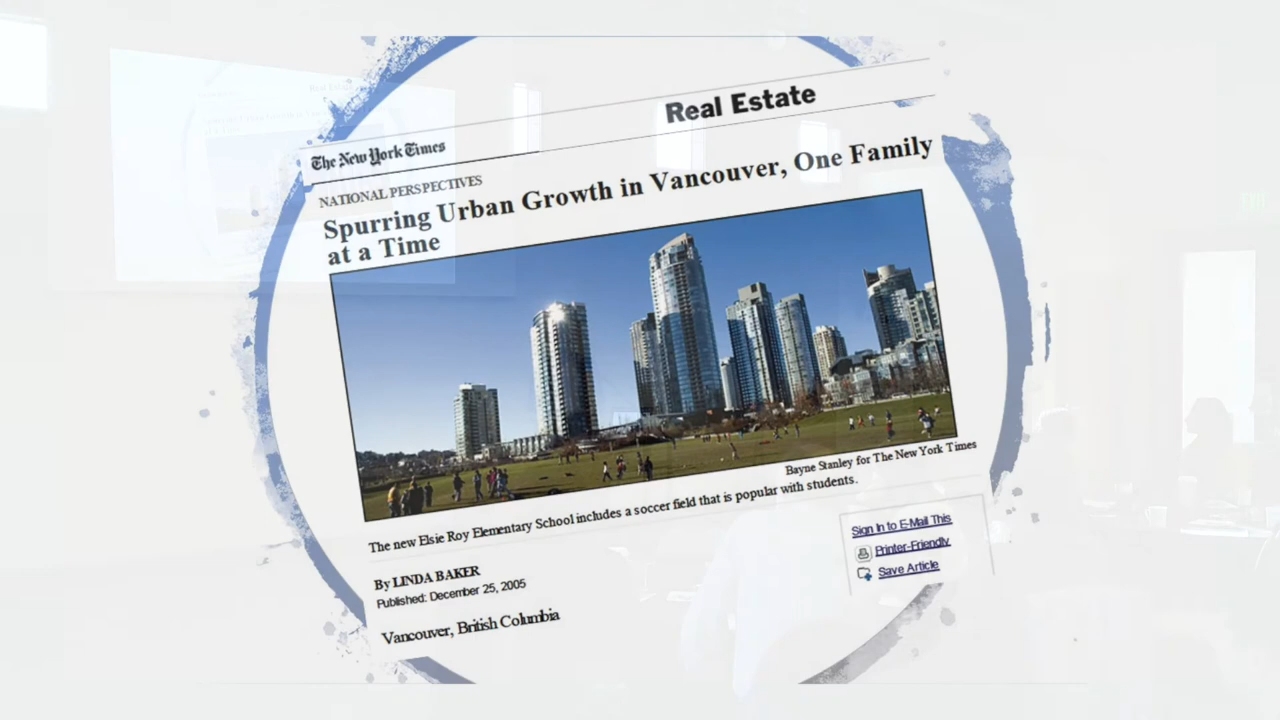 Real Estate
The New York Times
NATIONAL PERSPECTIVES
Spurring Urban Growth in Vancouver, One Family
at a Time
Bayne Stanley for The New York Times
The new Elsie Roy Elementary School includes a soccer field that is popular with students.
Sign In to E-Mail This
Printer-Friendly
Save Article
By LINDA BAKER
Published: December 25, 2005
Vancouver, British Columbia